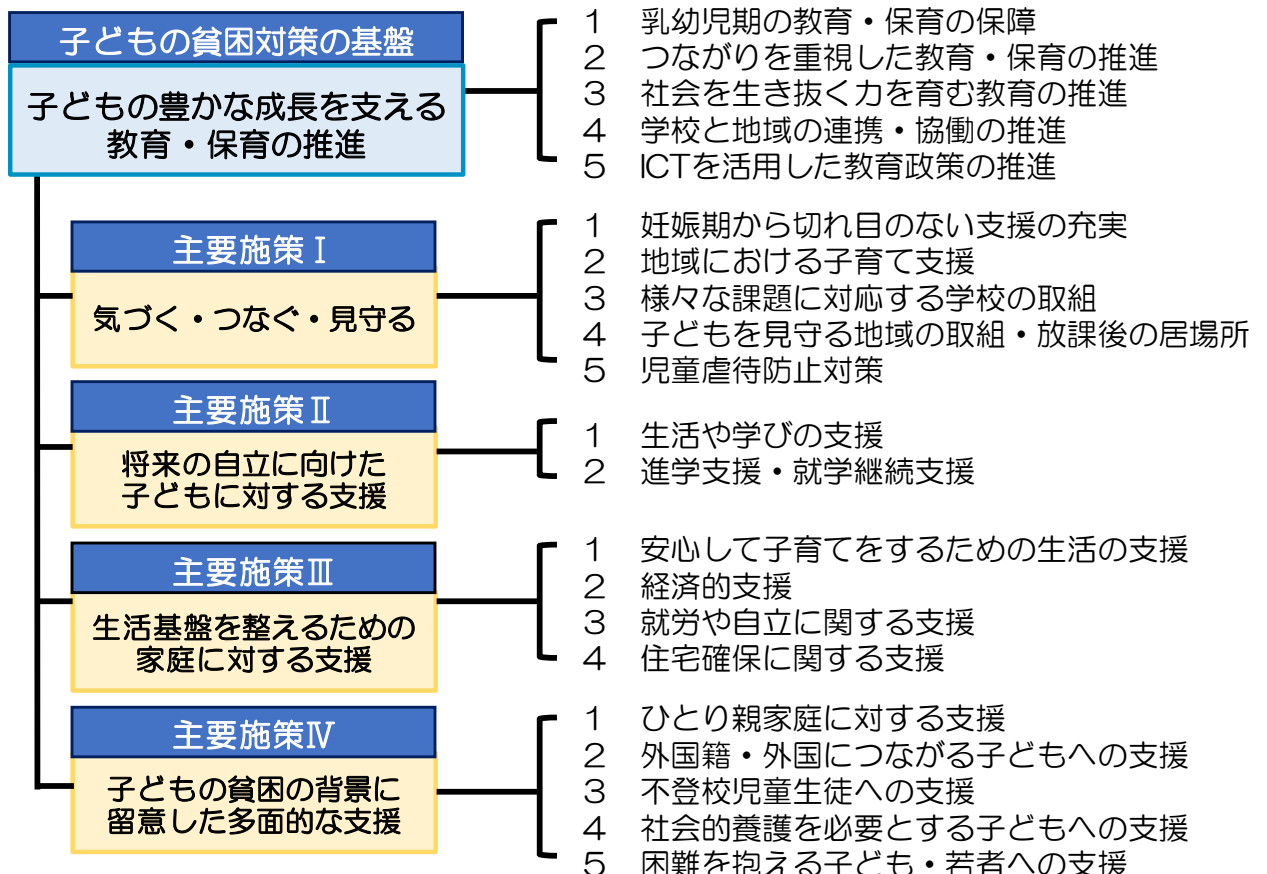 子どもの貧困対策の基盤
子どもの豊かな成長を支える
教育・保育の推進
1 乳幼児期の教育・保育の保障
2 つながりを重視した教育・保育の推進
3 社会を生き抜く力を育む教育の推進
4 学校と地域の連携・協働の推進
5 ICTを活用した教育政策の推進
主要施策Ⅰ
気づく・つなぐ・見守る
1 妊娠期から切れ目のない支援の充実
2 地域における子育て支援
3 様々な課題に対応する学校の取組
4 子どもを見守る地域の取組・放課後の居場所
5 児童虐待防止対策
主要施策Ⅱ
将来の自立に向けた
子どもに対する支援
1 生活や学びの支援
2 進学支援・就学継続支援
主要施策Ⅲ
生活基盤を整えるための
家庭に対する支援
1 安心して子育てをするための生活の支援
2 経済的支援
3 就労や自立に関する支援
4 住宅確保に関する支援
主要施策Ⅳ
子どもの貧困の背景に
留意した多面的な支援
1 ひとり親家庭に対する支援
2 外国籍・外国につながる子どもへの支援
3 不登校児童生徒への支援
4 社会的養護を必要とする子どもへの支援
5 困難を抱える子ども・若者への支援